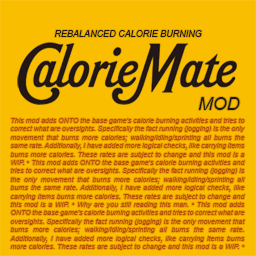 REBALANCED CALORIE BURNING
CalorieMate
MOD
This mod adds ONTO the base game's calorie burning activities and tries to
correct what are oversights. Specifically the fact running (jogging) is the only
movement that burns more calories; walking/idling/sprinting all burns the
same rate. Additionally, I have added more logical checks, like carrying items
burns more calories. These rates are subject to change and this mod is a
WIP. * This mod adds ONTO the base game's calorie burning activities and
tries to correct what are oversights. Specifically the fact running (jogging) is
the only movement that burns more calories; walking/idling/sprinting all
burns the same rate. Additionally, I have added more logical checks, like
carrying items burns more calories. These rates are subject to change and
this mod is a WIP. * Why are you still reading this man. * This mod adds
ONTO the base game's calorie burning activities and tries to correct what are
oversights. Specifically the fact running (jogging) is the only movement that
burns more calories; walking/idling/sprinting all burns the same rate.
Additionally, I have added more logical checks, like carrying items burns
more calories. These rates are subject to change and this mod is a WIP. *